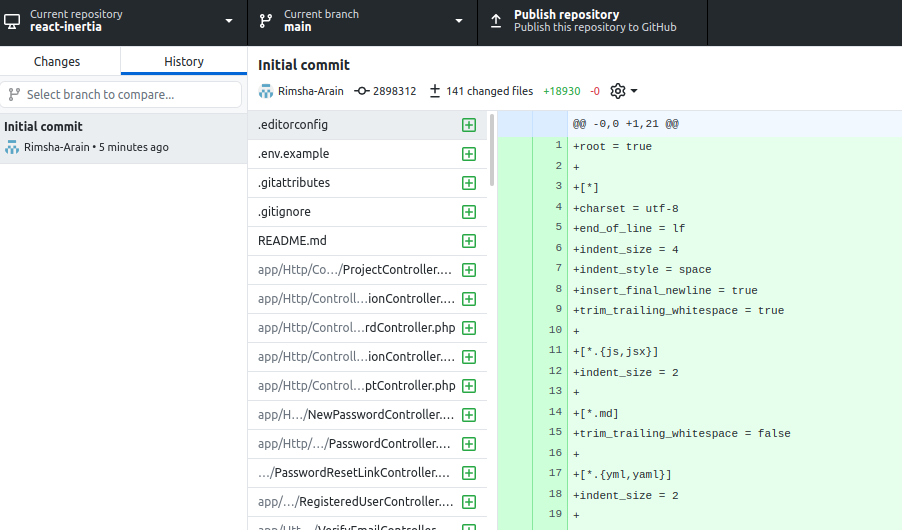 Current repository
react-inertia
Current branch
main
Publish repository
Publish this repository to GitHub
Changes
History
Select branch to compare...
Initial commit
Rimsha-Arain • 5 minutes ago
Initial commit
Rimsha-Arain 2898312 141 changed files +18930 -0
.editorconfig
.env.example
.gitattributes
.gitignore
README.md
app/Http/Co…/ProjectController.…
app/Http/Controll…ionController.…
app/Http/Control…rdController.php
app/Http/Controll…ionController.…
app/Http/Control…ptController.php
app/H…/NewPasswordController.…
app/Http/…/PasswordController.…
…/PasswordResetLinkController.…
app/…/RegisteredUserController.…
app/Htt…/VerifyEmailController.…
@@ -0,0 +1,21 @@
1 +root = true
2 +
3 +[*]
4 +charset = utf-8
5 +end_of_line = lf
6 +indent_size = 4
7 +indent_style = space
8 +insert_final_newline = true
9 +trim_trailing_whitespace = true
10 +
11 +[*.{js,jsx}]
12 +indent_size = 2
13 +
14 +[*.md]
15 +trim_trailing_whitespace = false
16 +
17 +[*.{yml,yaml}]
18 +indent_size = 2
19 +